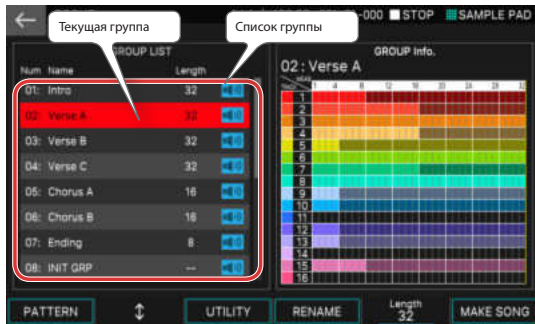 Текущая группа
Список группы
-000 STOP SAMPLE PAD
GROUP LIST
Num Name Length
01: Intro 32
02: Verse A 32
03: Verse B 32
04: Verse C 32
05: Chorus A 16
06: Chorus B 16
07: Ending 8
08: INIT GRP --
GROUP Info.
02: Verse A
MEAS
TRACK 1 4 8 12 16 20 24 28 32
1
2
3
4
5
6
7
8
9
10
11
12
13
14
15
16
PATTERN UTILITY RENAME Length 32 MAKE SONG